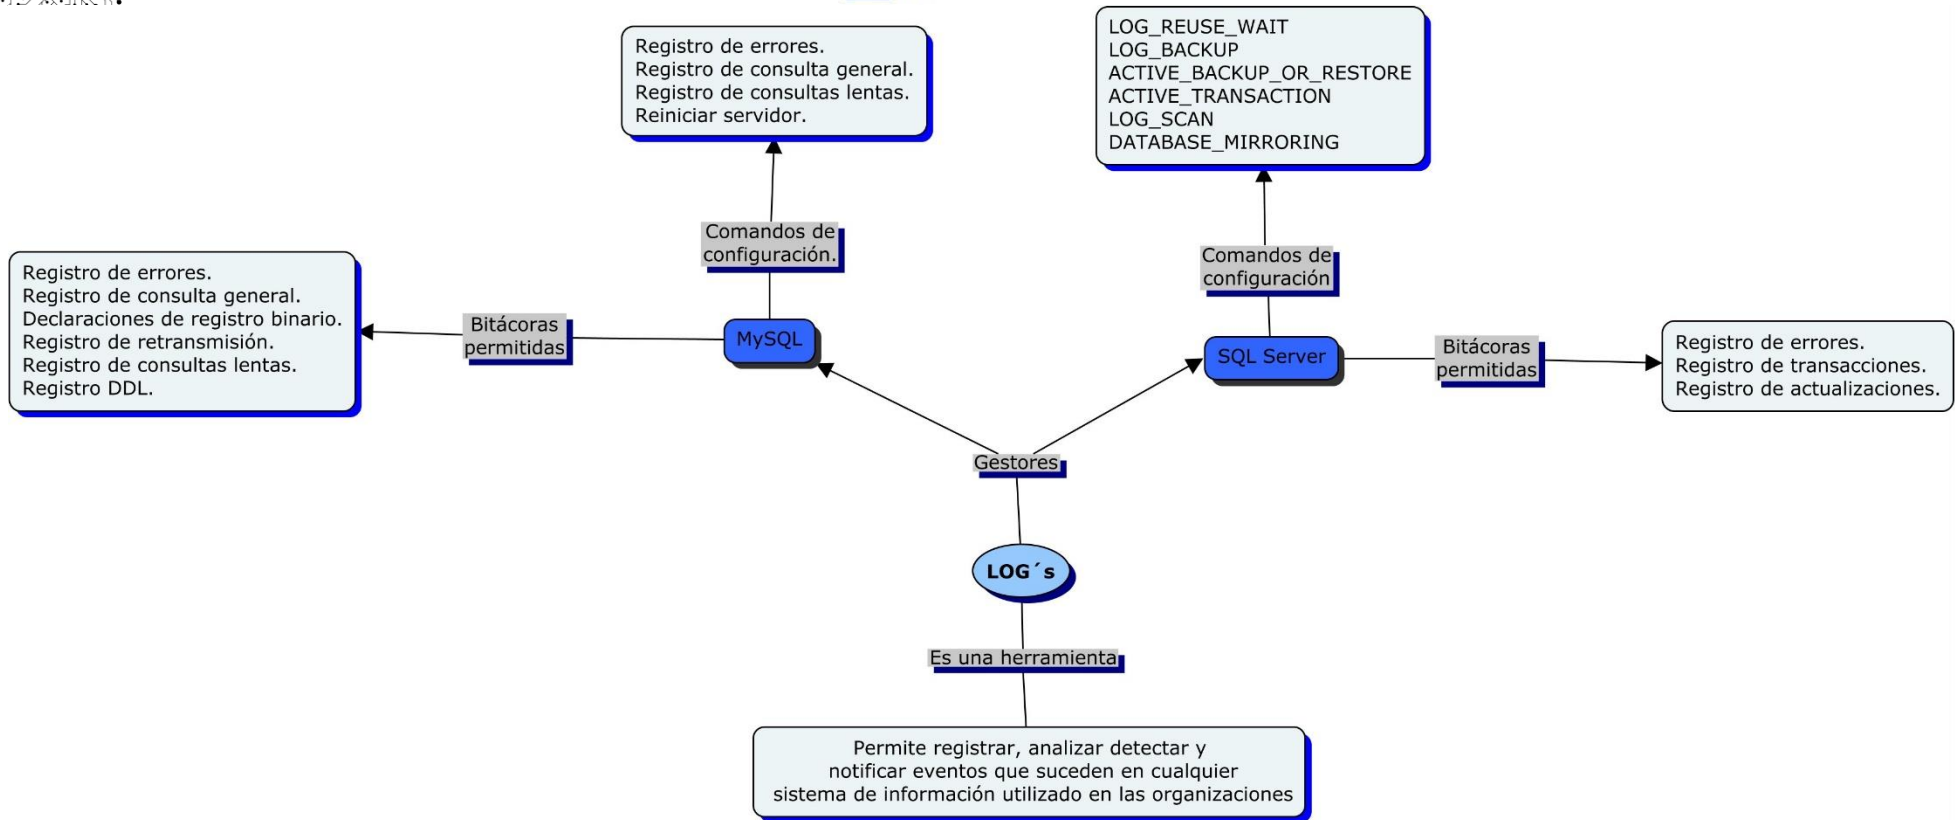 Registro de errores.
Registro de consulta general.
Registro de consultas lentas.
Reiniciar servidor.
LOG_REUSE_WAIT
LOG_BACKUP
ACTIVE_BACKUP_OR_RESTORE
ACTIVE_TRANSACTION
LOG_SCAN
DATABASE_MIRRORING
Comandos de
configuración.
Comandos de
configuración
Registro de errores.
Registro de consulta general.
Declaraciones de registro binario.
Registro de retransmisión.
Registro de consultas lentas.
Registro DDL.
Bitácoras
permitidas
MySQL
SQL Server
Bitácoras
permitidas
Registro de errores.
Registro de transacciones.
Registro de actualizaciones.
Gestores
LOG´s
Es una herramienta
Permite registrar, analizar detectar y
notificar eventos que suceden en cualquier
sistema de información utilizado en las organizaciones